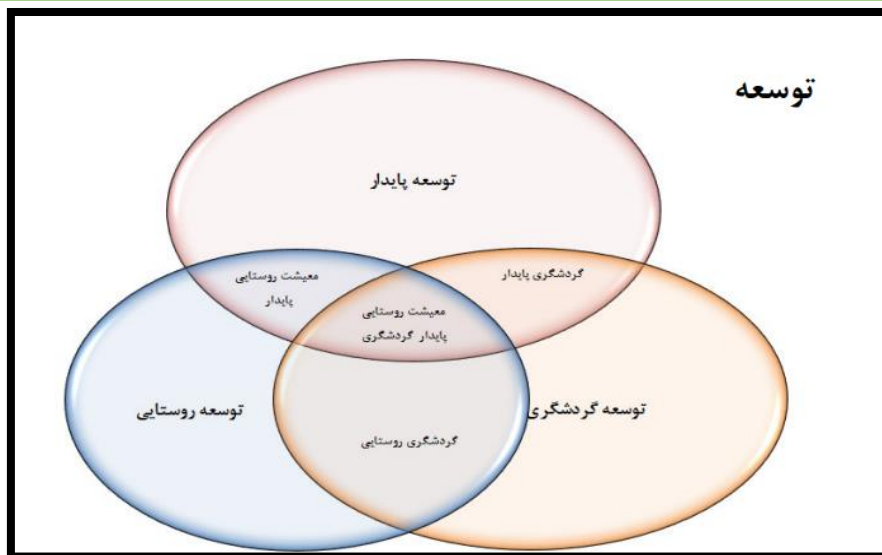 توسعه
توسعه پایدار
گردشگری پایدار
معیشت روستایی
پایدار
معیشت روستایی
پایدار گردشگری
توسعه گردشگری
توسعه روستایی
گردشگری روستایی